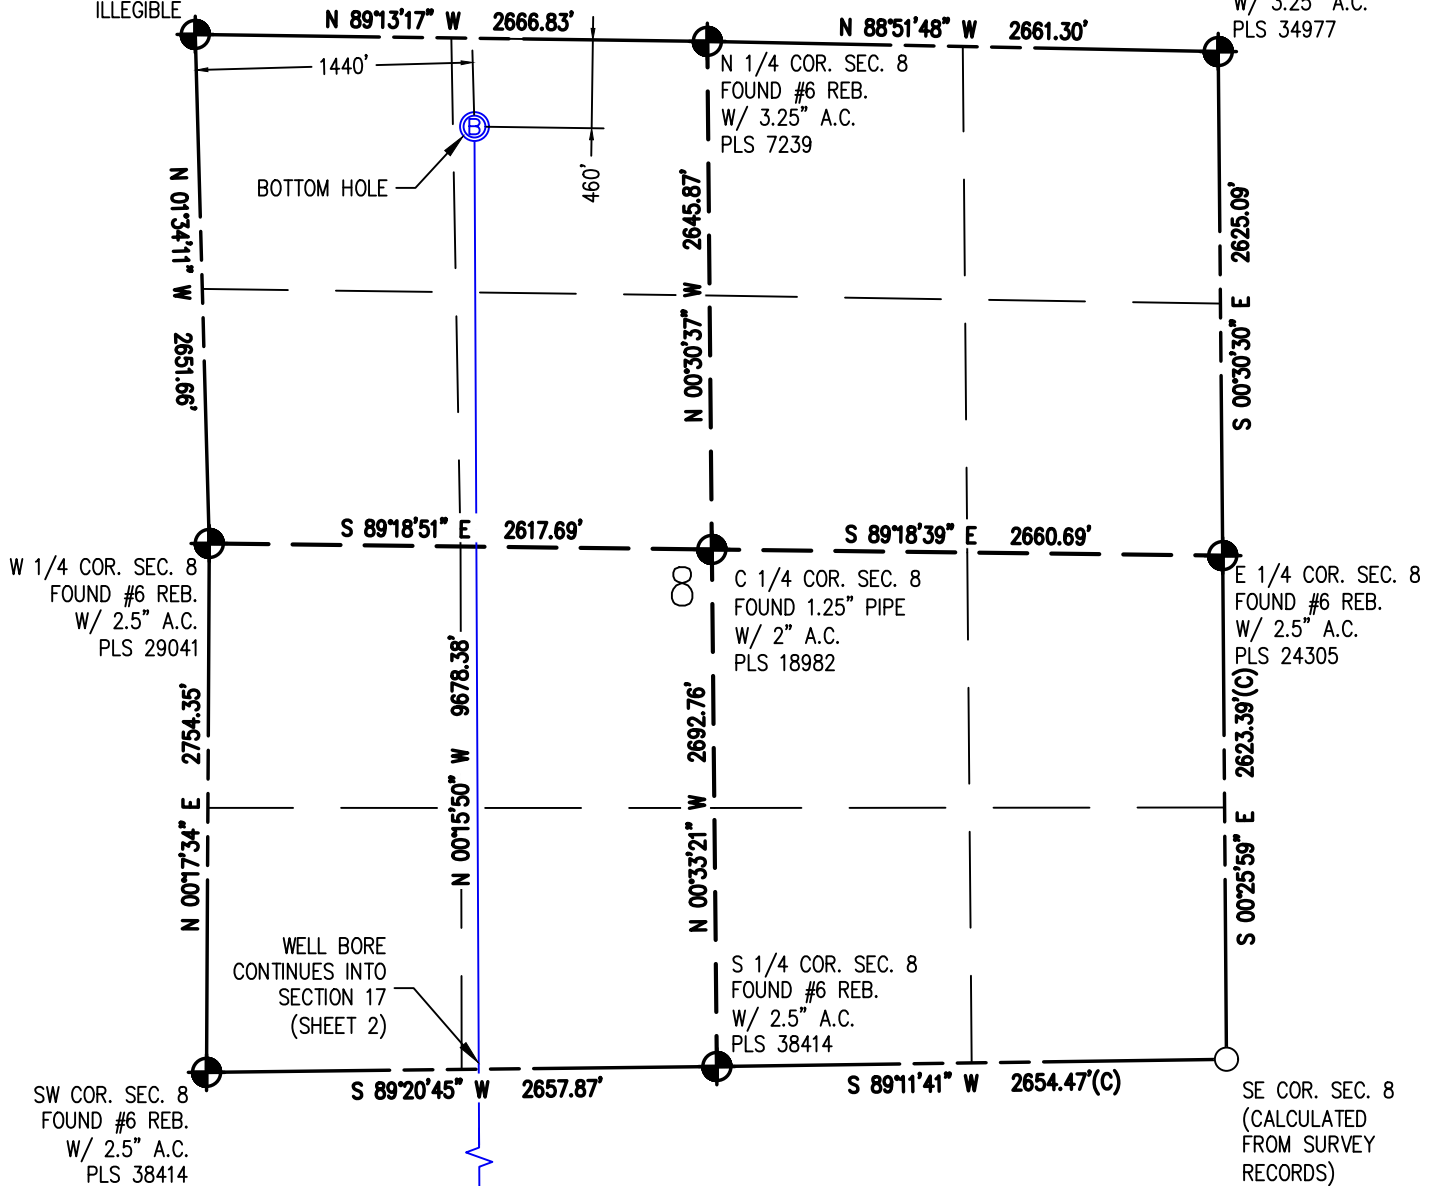 ILLEGIBLE
N 89°13'17" W 2666.83'
N 88°51'48" W 2661.30'
W/ 3.25" A.C.
PLS 34977
1440'
N 1/4 COR. SEC. 8
FOUND #6 REB.
W/ 3.25" A.C.
PLS 7239
B
BOTTOM HOLE
460'
N 01°34'11" W 2651.66'
N 00°30'37" W 2645.87'
S 00°30'30" E 2625.09'
S 89°18'51" E 2617.69'
S 89°18'39" E 2660.69'
W 1/4 COR. SEC. 8
FOUND #6 REB.
W/ 2.5" A.C.
PLS 29041
8
C 1/4 COR. SEC. 8
FOUND 1.25" PIPE
W/ 2" A.C.
PLS 18982
E 1/4 COR. SEC. 8
FOUND #6 REB.
W/ 2.5" A.C.
PLS 24305
N 00°17'34" E 2754.35'
N 00°15'50" W 9678.38'
N 00°33'21" W 2692.76'
S 00°25'59" E 2623.39'(C)
WELL BORE
CONTINUES INTO
SECTION 17
(SHEET 2)
S 1/4 COR. SEC. 8
FOUND #6 REB.
W/ 2.5" A.C.
PLS 38414
S 89°20'45" W 2657.87'
S 89°11'41" W 2654.47'(C)
SW COR. SEC. 8
FOUND #6 REB.
W/ 2.5" A.C.
PLS 38414
SE COR. SEC. 8
(CALCULATED
FROM SURVEY
RECORDS)